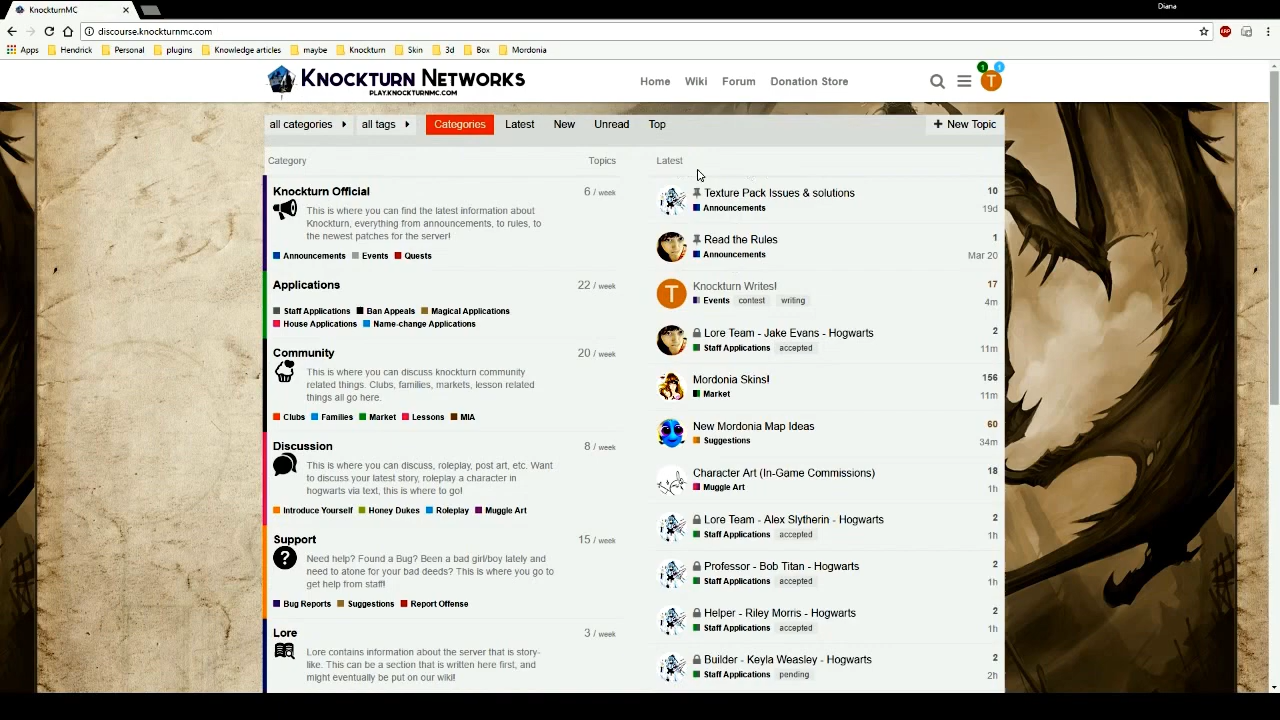 Diana
KnockturnMC
discourse.knockturnmc.com
Apps Hendrick Personal plugins Knowledge articles maybe Knockturn Skin 3d Box Mordonia
KNOCKTURN NETWORKS
PLAY.KNOCKTURNMC.COM
Home Wiki Forum Donation Store
1 1
T
all categories all tags Categories Latest New Unread Top + New Topic
Category Topics
Knockturn Official 6 / week
This is where you can find the latest information about
Knockturn, everything from announcements, to rules, to
the newest patches for the server!
Announcements Events Quests
Applications 22 / week
Staff Applications Ban Appeals Magical Applications
House Applications Name-change Applications
Community 20 / week
This is where you can discuss knockturn community
related things. Clubs, families, markets, lesson related
things all go here.
Clubs Families Market Lessons MIA
Discussion 8 / week
This is where you can discuss, roleplay, post art, etc. Want
to discuss your latest story, roleplay a character in
hogwarts via text, this is where to go!
Introduce Yourself Honey Dukes Roleplay Muggle Art
Support 15 / week
Need help? Found a Bug? Been a bad girl/boy lately and
need to atone for your bad deeds? This is where you go to
get help from staff!
Bug Reports Suggestions Report Offense
Lore 3 / week
Lore contains information about the server that is story-
like. This can be a section that is written here first, and
might eventually be put on our wiki!
Latest
Texture Pack Issues & solutions 10
Announcements 19d
Read the Rules 1
Announcements Mar 20
T
Knockturn Writes! 17
Events contest writing 4m
Lore Team - Jake Evans - Hogwarts 2
Staff Applications accepted 11m
Mordonia Skins! 156
Market 11m
New Mordonia Map Ideas 60
Suggestions 34m
Character Art (In-Game Commissions) 18
Muggle Art 1h
Lore Team - Alex Slytherin - Hogwarts 2
Staff Applications accepted 1h
Professor - Bob Titan - Hogwarts 2
Staff Applications accepted 1h
Helper - Riley Morris - Hogwarts 2
Staff Applications accepted 1h
Builder - Keyla Weasley - Hogwarts 2
Staff Applications pending 2h